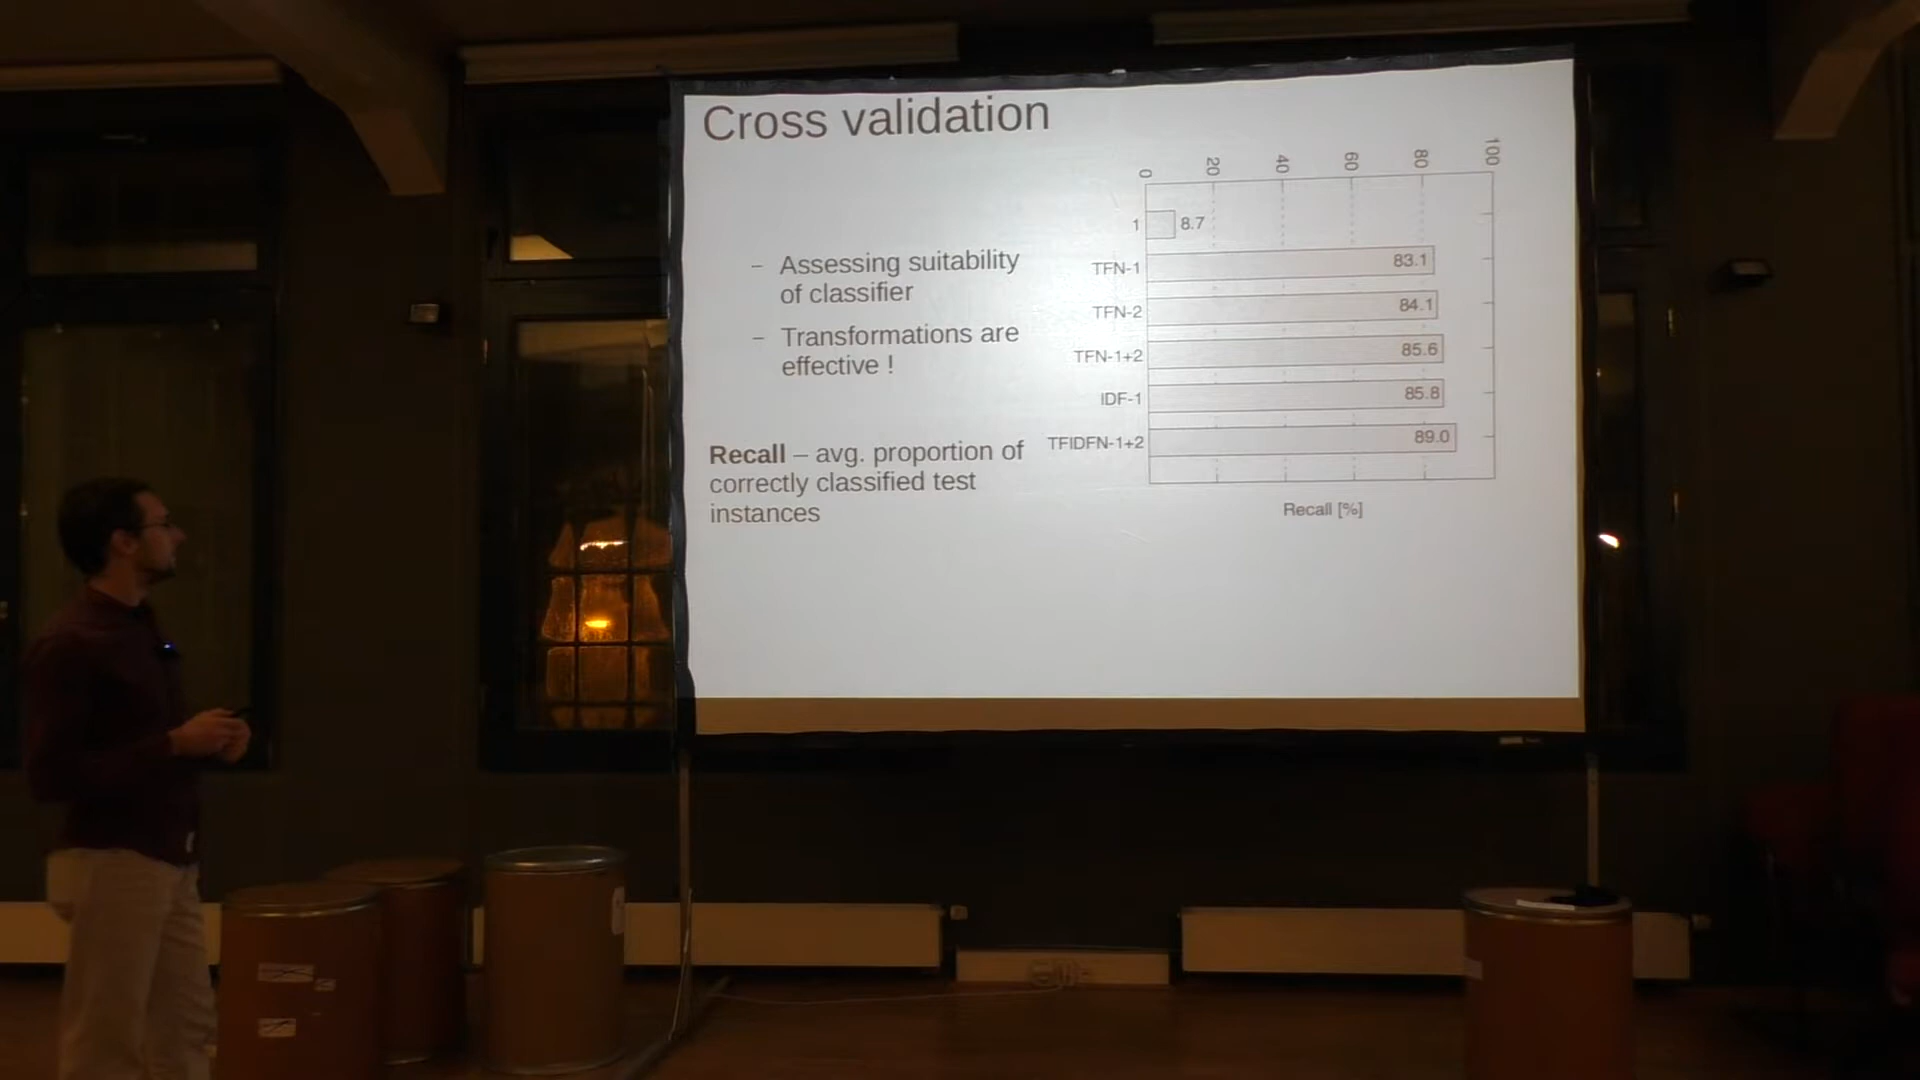 Cross validation
– Assessing suitability
of classifier
– Transformations are
effective !
Recall – avg. proportion of
correctly classified test
instances
0 20 40 60 80 100
1 8.7
TFN-1 83.1
TFN-2 84.1
TFN-1+2 85.6
IDF-1 85.8
TFIDFN-1+2 89.0
Recall [%]